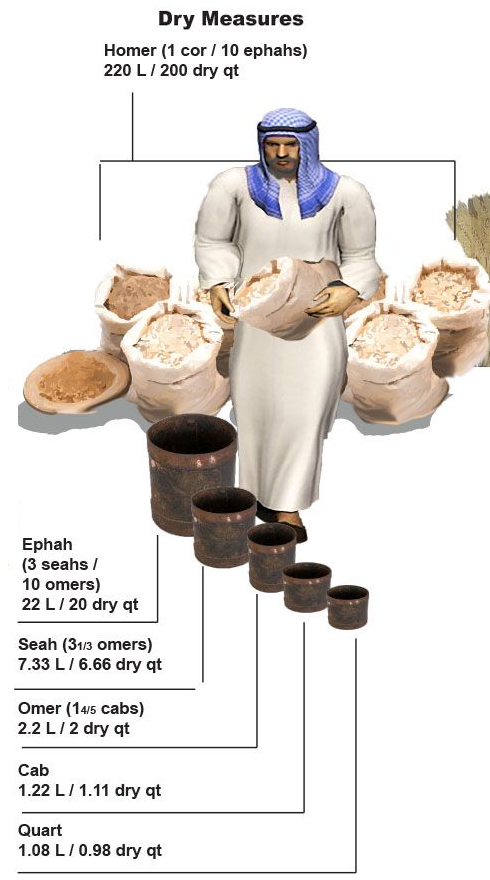 Dry Measures
Homer (1 cor / 10 ephahs)
220 L / 200 dry qt
Ephah
(3 seahs /
10 omers)
22 L / 20 dry qt
Seah (31/3 omers)
7.33 L / 6.66 dry qt
Omer (14/5 cabs)
2.2 L / 2 dry qt
Cab
1.22 L / 1.11 dry qt
Quart
1.08 L / 0.98 dry qt